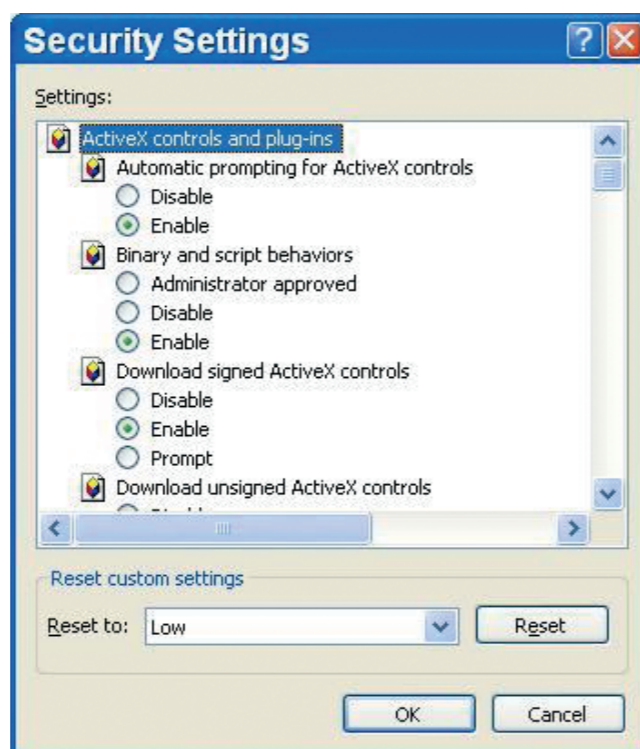 Security Settings
Settings:
ActiveX controls and plug-ins
Automatic prompting for ActiveX controls
Disable
Enable
Binary and script behaviors
Administrator approved
Disable
Enable
Download signed ActiveX controls
Disable
Enable
Prompt
Download unsigned ActiveX controls
Reset custom settings
Reset to: Low Reset
OK Cancel